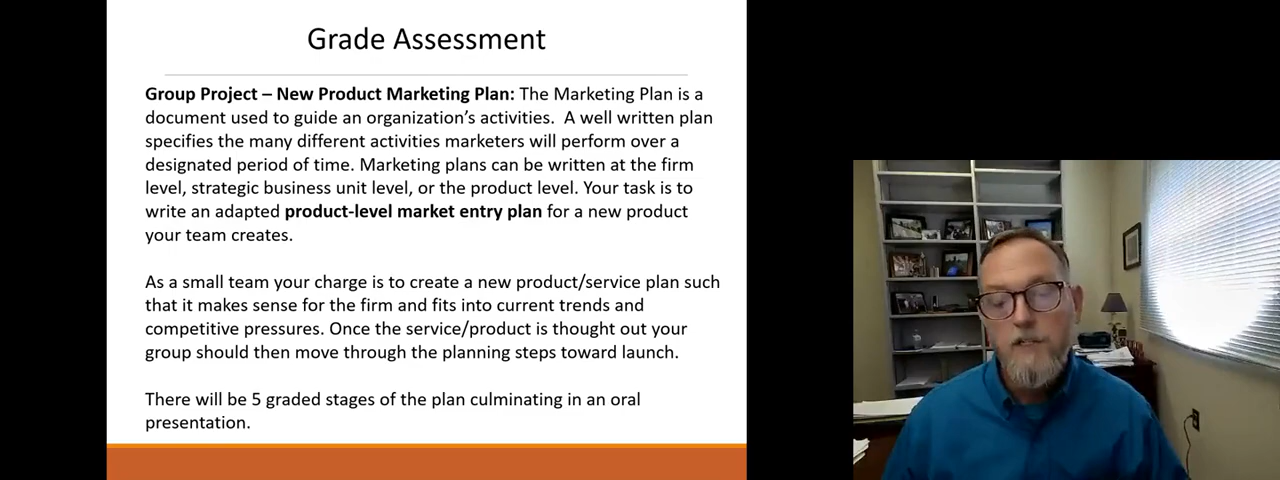 Grade Assessment
Group Project – New Product Marketing Plan: The Marketing Plan is a
document used to guide an organization’s activities.  A well written plan
specifies the many different activities marketers will perform over a
designated period of time. Marketing plans can be written at the firm
level, strategic business unit level, or the product level. Your task is to
write an adapted product-level market entry plan for a new product
your team creates.
As a small team your charge is to create a new product/service plan such
that it makes sense for the firm and fits into current trends and
competitive pressures. Once the service/product is thought out your
group should then move through the planning steps toward launch.
There will be 5 graded stages of the plan culminating in an oral
presentation.